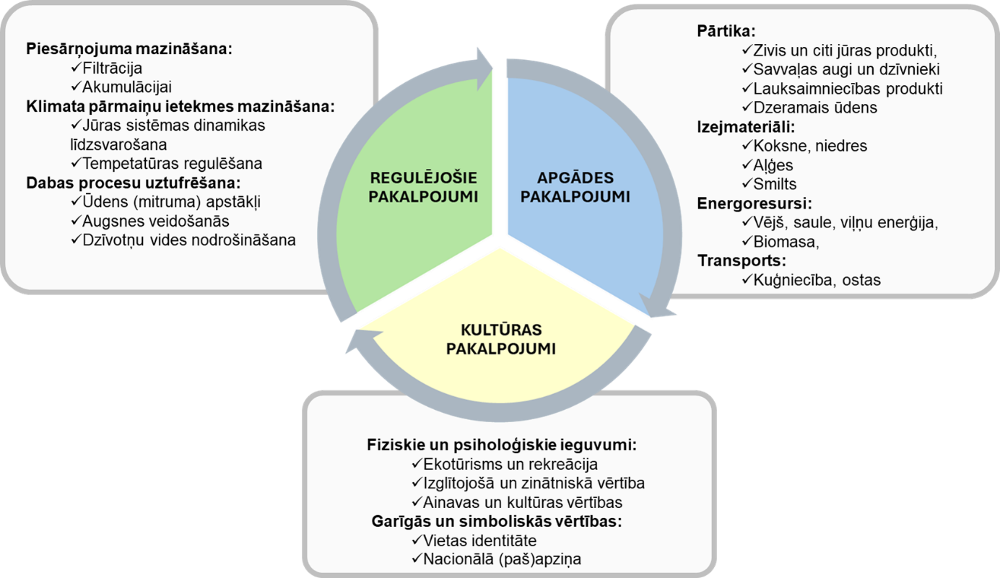 Piesārņojuma mazināšana:
✓Filtrācija
✓Akumulācijai
Klimata pārmaiņu ietekmes mazināšana:
✓Jūras sistēmas dinamikas
līdzsvarošana
✓Tempetatūras regulēšana
Dabas procesu uztufrēšana:
✓Ūdens (mitruma) apstākļi
✓Augsnes veidošanās
✓Dzīvotņu vides nodrošināšana
REGULĒJOŠIE
PAKALPOJUMI
APGĀDES
PAKALPOJUMI
Pārtika:
✓Zivis un citi jūras produkti,
✓Savvaļas augi un dzīvnieki
✓Lauksaimniecības produkti
✓Dzeramais ūdens
Izejmateriāli:
✓Koksne, niedres
✓Aļģes
✓Smilts
Energoresursi:
✓Vējš, saule, viļņu enerģija,
✓Biomasa,
Transports:
✓Kuģniecība, ostas
KULTŪRAS
PAKALPOJUMI
Fiziskie un psiholoģiskie ieguvumi:
✓Ekotūrisms un rekreācija
✓Izglītojošā un zinātniskā vērtība
✓Ainavas un kultūras vērtības
Garīgās un simboliskās vērtības:
✓Vietas identitāte
✓Nacionālā (paš)apziņa